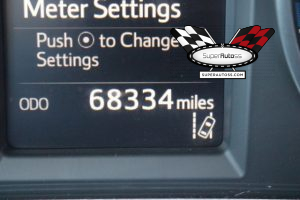 Meter Settings
Push ⦿ to Change
Settings
SuperAutoss
SUPERAUTOSS.COM
ODO 68334 miles